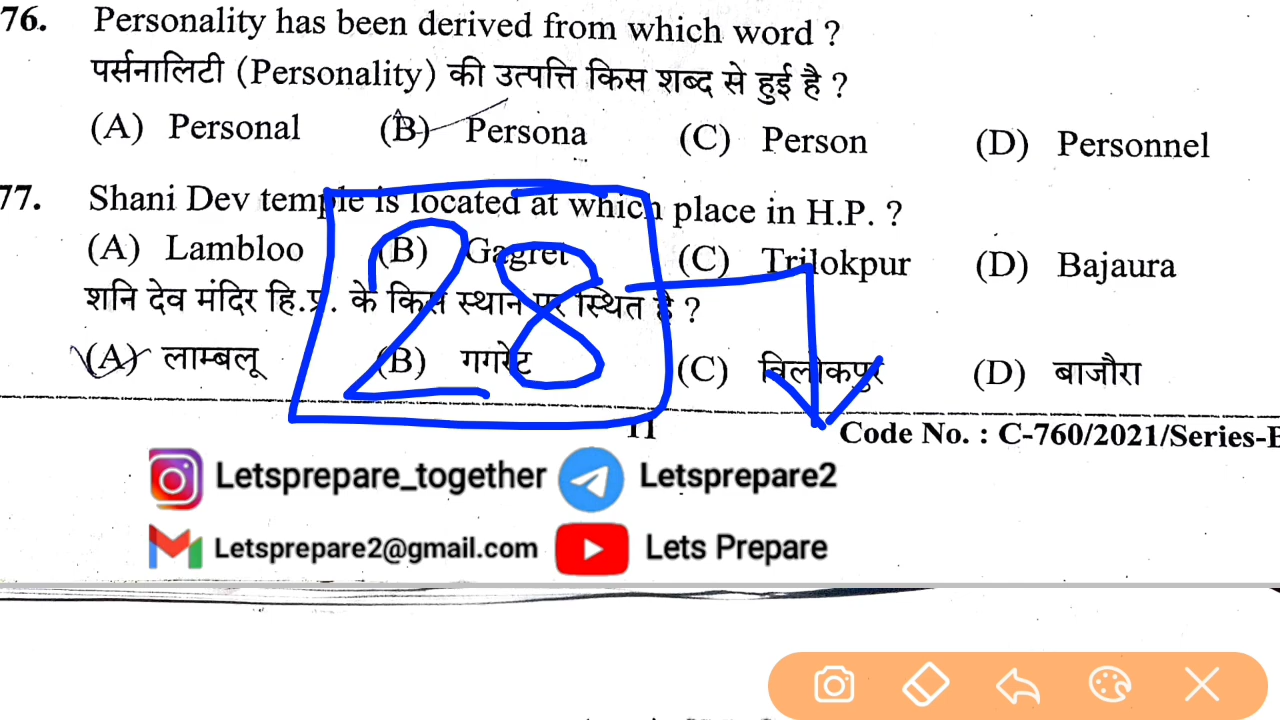 76. Personality has been derived from which word ?
पर्सनालिटी (Personality) की उत्पत्ति किस शब्द से हुई है ?
(A) Personal (B) Persona (C) Person (D) Personnel
77. Shani Dev temple is located at which place in H.P. ?
(A) Lambloo (B) Gagret (C) Trilokpur (D) Bajaura
शनि देव मंदिर हि.प्र. के किस स्थान पर स्थित है ?
(A) लाम्बलू (B) गगरेट (C) त्रिलोकपुर (D) बाजौरा
28
11 Code No. : C-760/2021/Series-B
Letsprepare_together Letsprepare2
Letsprepare2@gmail.com Lets Prepare